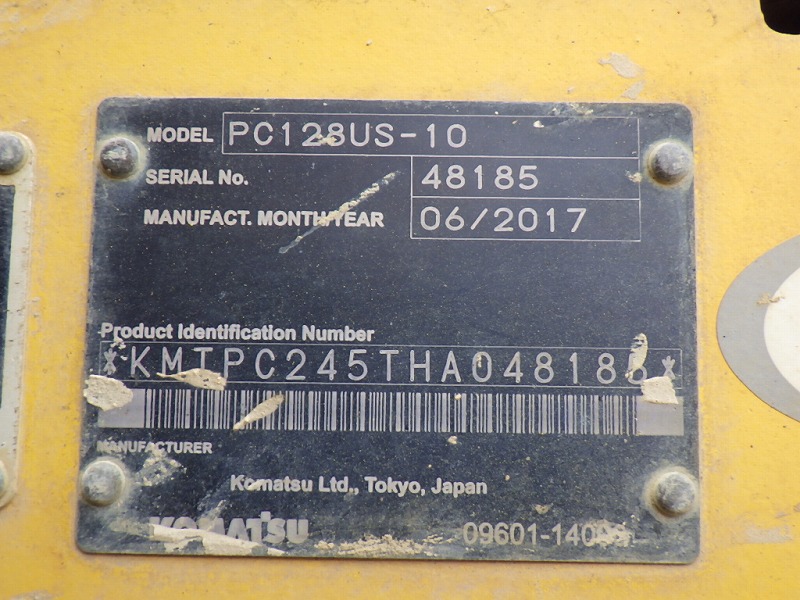 MODEL PC128US-10
SERIAL No. 48185
MANUFACT. MONTH/YEAR 06/2017
Product Identification Number
*KMTPC245THA048185*
MANUFACTURER
Komatsu Ltd., Tokyo, Japan
KOMATSU